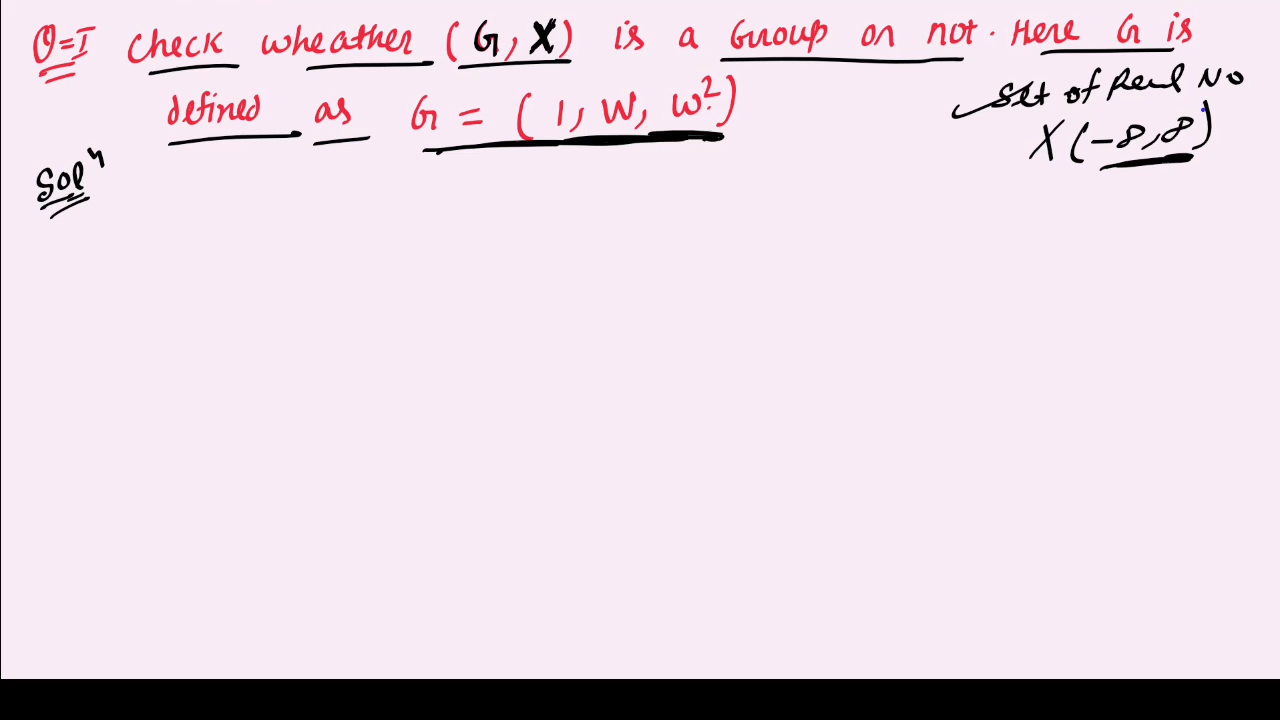 Q=I Check wheather (G, X) is a Group or not. Here G is
defined as G = (1, W, W²)
Set of Real No
X (-∞, ∞)
Solⁿ